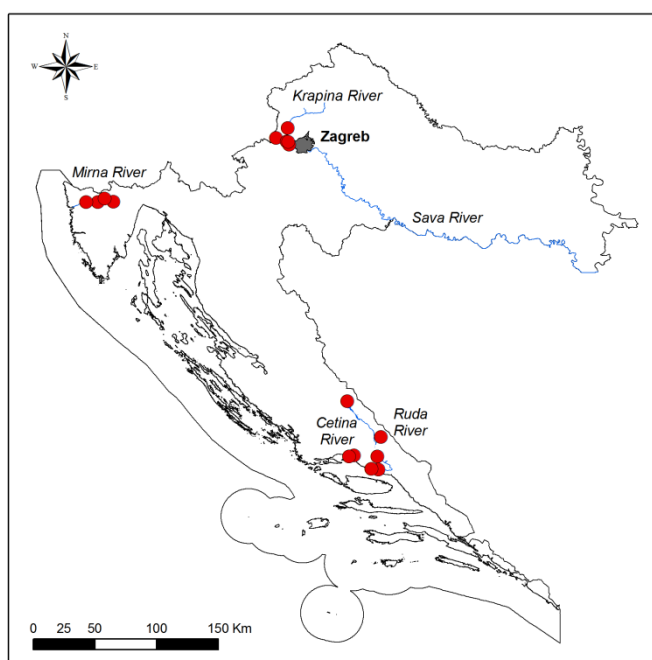 N
W
E
S
Krapina River
Zagreb
Mirna River
Sava River
Cetina
River
Ruda
River
0 25 50 100 150 Km